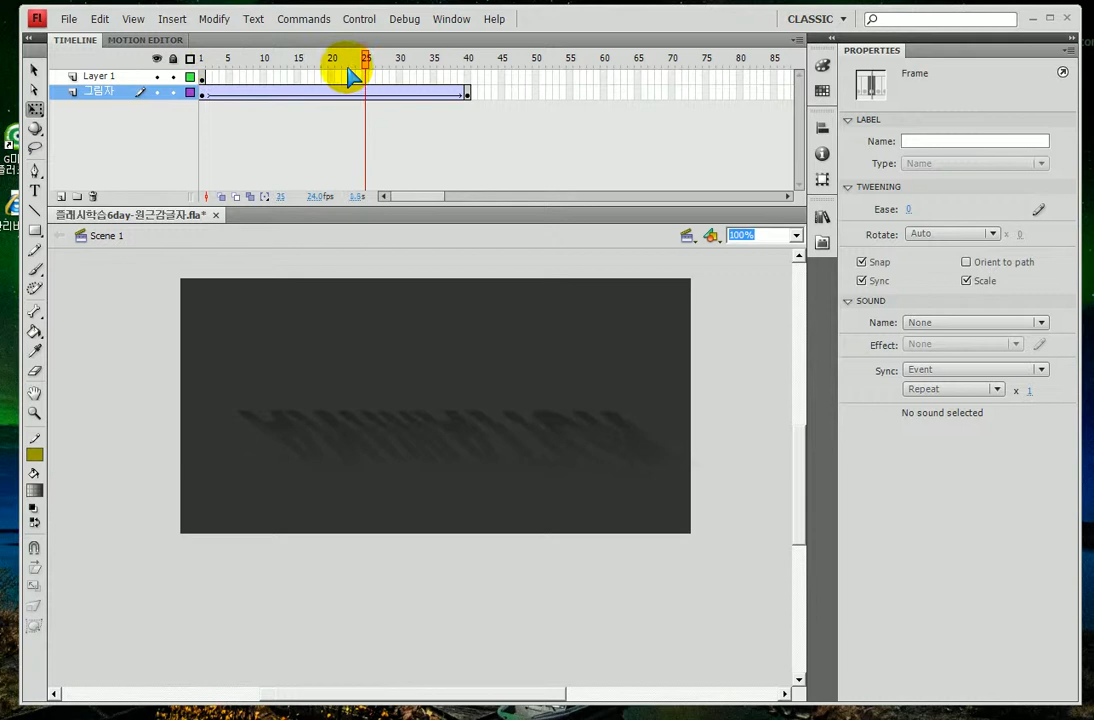 Fl File Edit View Insert Modify Text Commands Control Debug Window Help CLASSIC
TIMELINE MOTION EDITOR
1 5 10 15 20 25 30 35 40 45 50 55 60 65 70 75 80 85
Layer 1
그림자
25 24.0fps
플래시학습6day-원근감글자.fla*
Scene 1 100%
PROPERTIES
Frame
LABEL
Name:
Type: Name
TWEENING
Ease: 0
Rotate: Auto x 0
Snap Orient to path
Sync Scale
SOUND
Name: None
Effect: None
Sync: Event
Repeat x 1
No sound selected
T